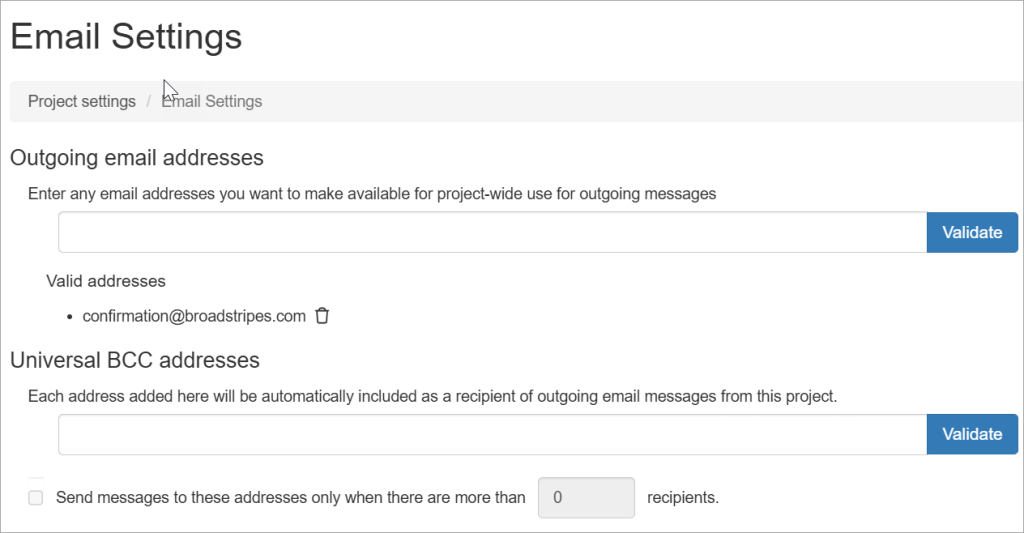 Email Settings
Project settings / Email Settings
Outgoing email addresses
Enter any email addresses you want to make available for project-wide use for outgoing messages
Validate
Valid addresses
• confirmation@broadstripes.com
Universal BCC addresses
Each address added here will be automatically included as a recipient of outgoing email messages from this project.
Validate
Send messages to these addresses only when there are more than 0 recipients.